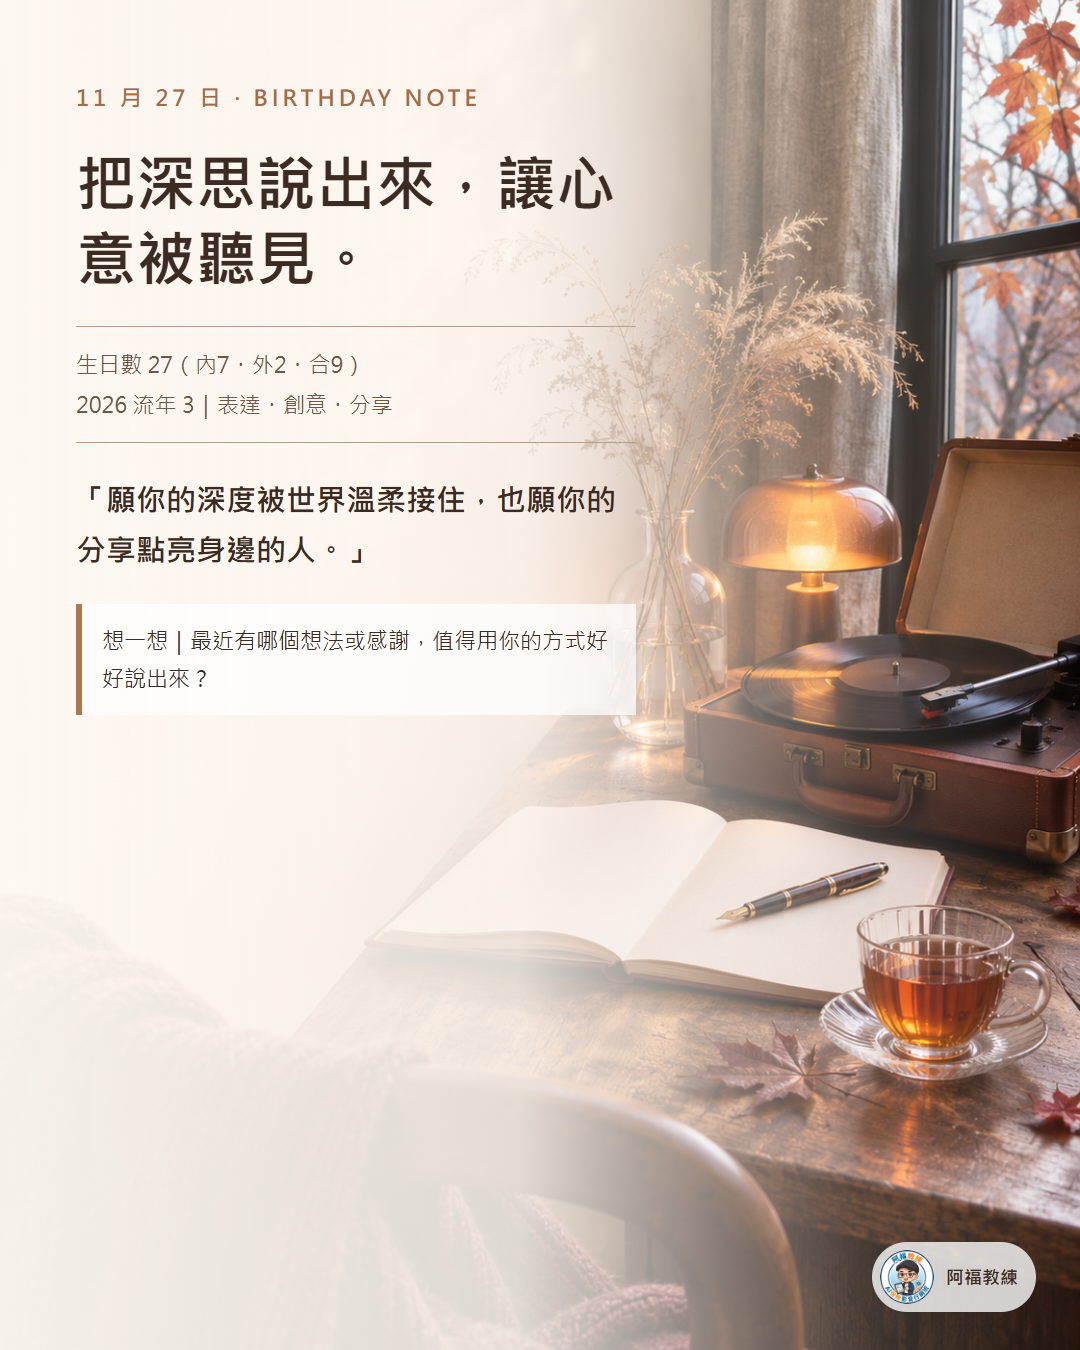 11 月 27 日 · BIRTHDAY NOTE
把深思說出來，讓心
意被聽見。
生日數 27（內7．外2．合9）
2026 流年 3｜表達．創意．分享
「願你的深度被世界溫柔接住，也願你的
分享點亮身邊的人。」
想一想｜最近有哪個想法或感謝，值得用你的方式好
好說出來？
阿福教練